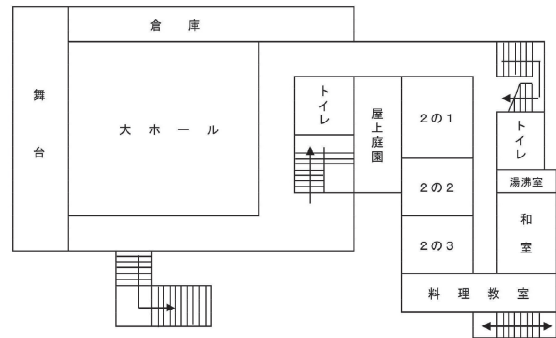 倉庫
舞台
大ホール
トイレ
屋上庭園
2の1
2の2
2の3
トイレ
湯沸室
和室
料理教室